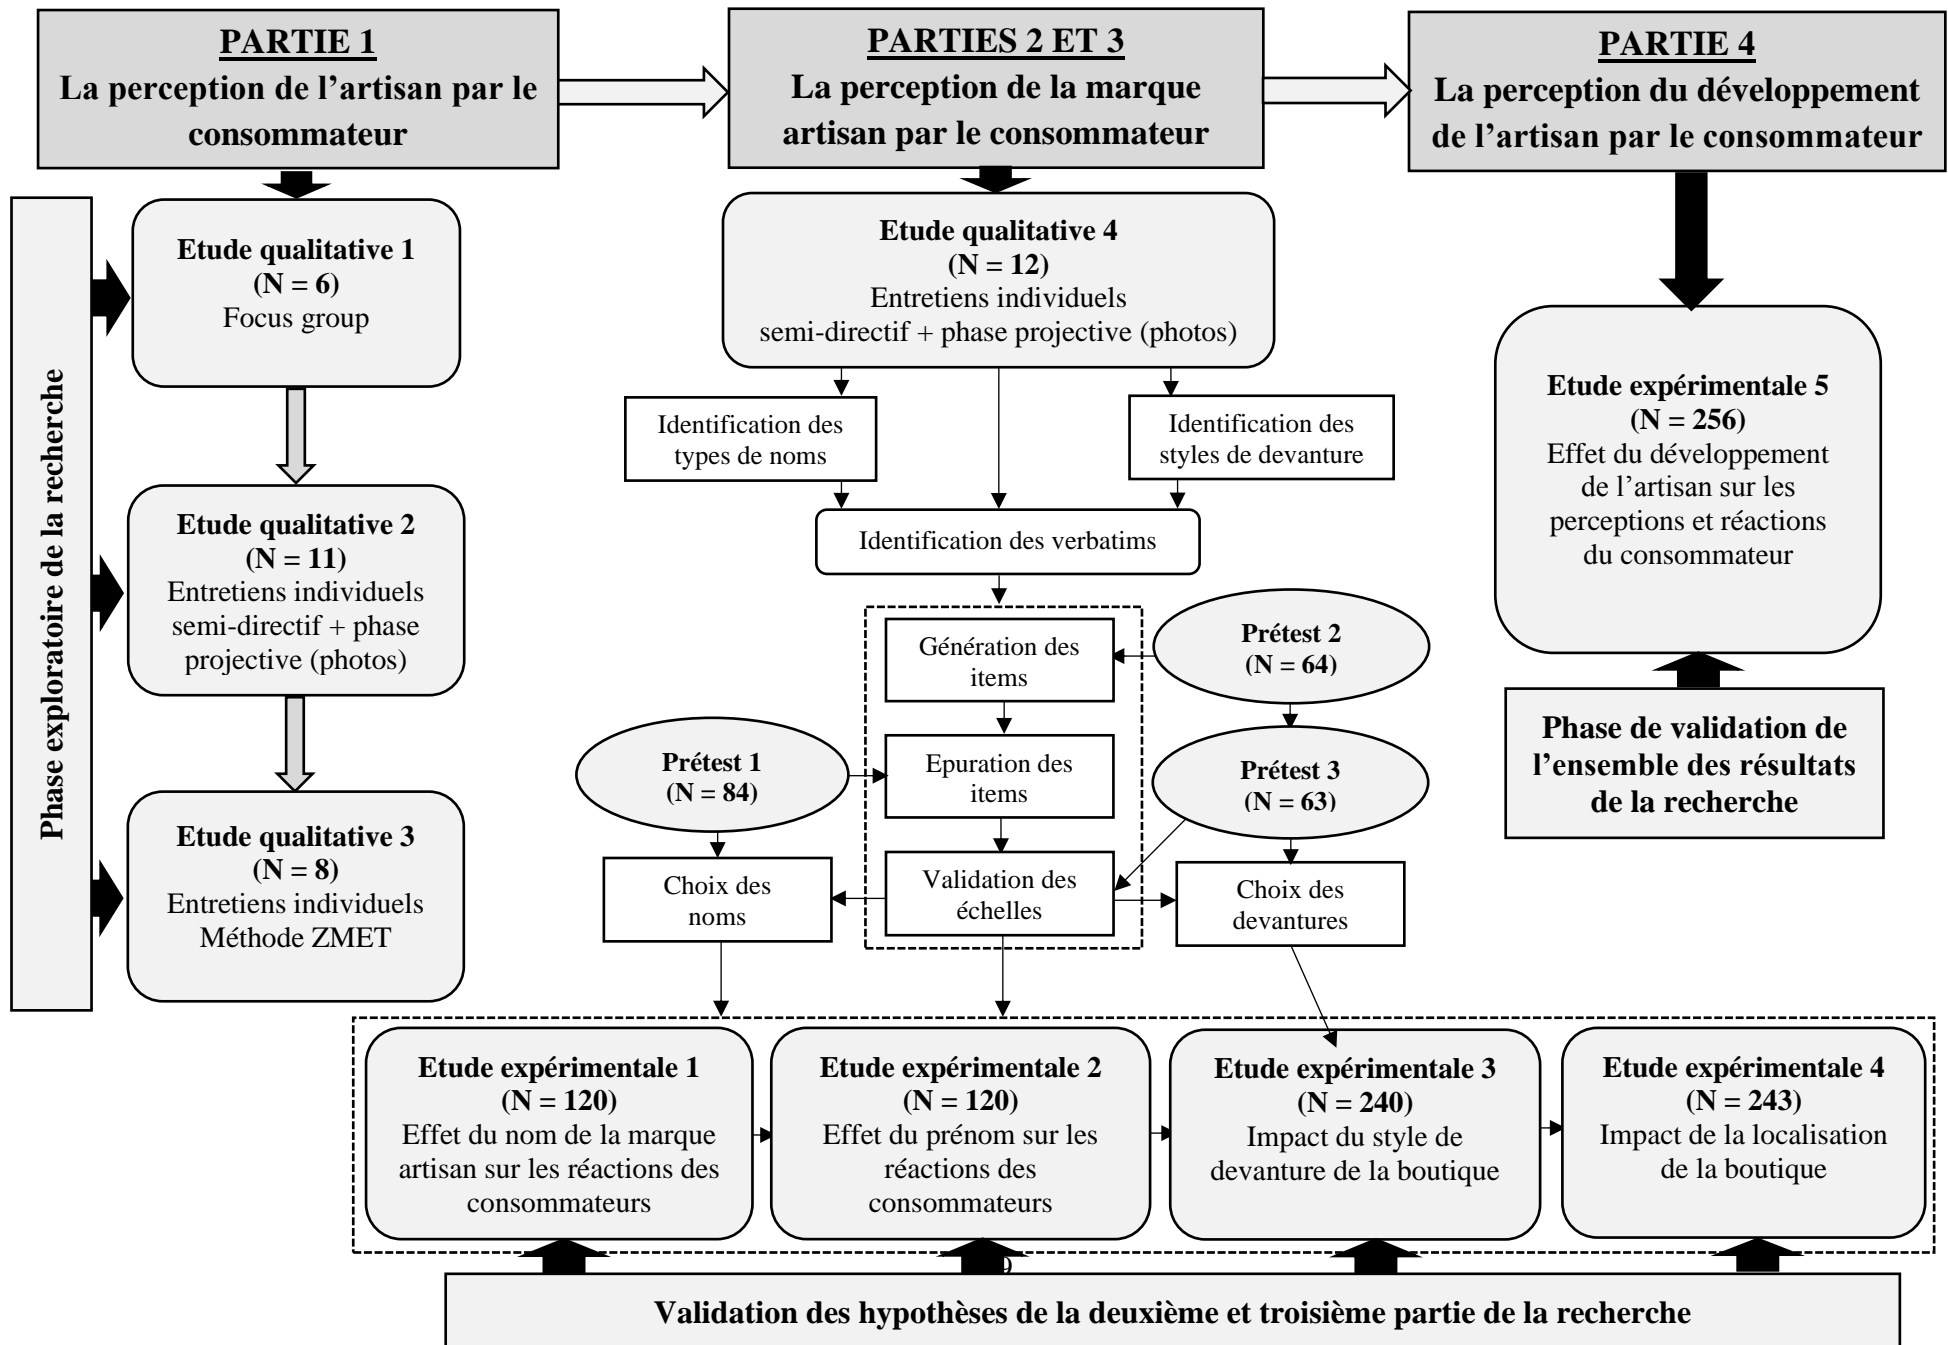 PARTIE 1
La perception de l’artisan par le
consommateur
PARTIES 2 ET 3
La perception de la marque
artisan par le consommateur
PARTIE 4
La perception du développement
de l’artisan par le consommateur
Phase exploratoire de la recherche
Etude qualitative 1
(N = 6)
Focus group
Etude qualitative 2
(N = 11)
Entretiens individuels
semi-directif + phase
projective (photos)
Etude qualitative 3
(N = 8)
Entretiens individuels
Méthode ZMET
Etude qualitative 4
(N = 12)
Entretiens individuels
semi-directif + phase projective (photos)
Identification des
types de noms
Identification des
styles de devanture
Identification des verbatims
Génération des
items
Prétest 2
(N = 64)
Prétest 1
(N = 84)
Epuration des
items
Prétest 3
(N = 63)
Choix des
noms
Validation des
échelles
Choix des
devantures
Etude expérimentale 5
(N = 256)
Effet du développement
de l’artisan sur les
perceptions et réactions
du consommateur
Phase de validation de
l’ensemble des résultats
de la recherche
Etude expérimentale 1
(N = 120)
Effet du nom de la marque
artisan sur les réactions des
consommateurs
Etude expérimentale 2
(N = 120)
Effet du prénom sur les
réactions des
consommateurs
Etude expérimentale 3
(N = 240)
Impact du style de
devanture de la boutique
Etude expérimentale 4
(N = 243)
Impact de la localisation
de la boutique
Validation des hypothèses de la deuxième et troisième partie de la recherche